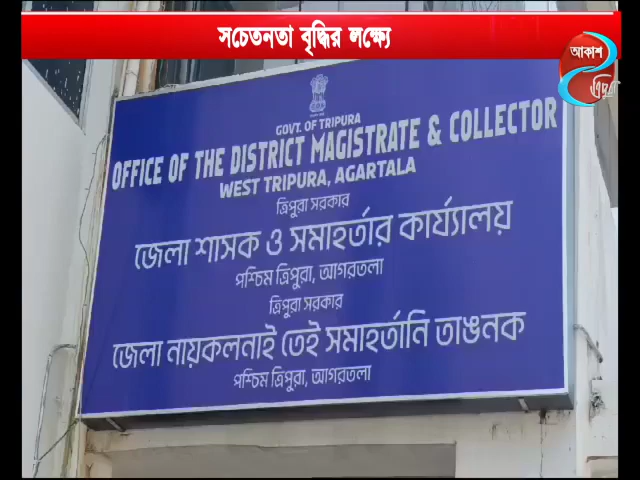 সচেতনতা বৃদ্ধির লক্ষ্যে
আকাশ
ত্রিপুরা
GOVT. OF TRIPURA
OFFICE OF THE DISTRICT MAGISTRATE & COLLECTOR
WEST TRIPURA, AGARTALA
ত্রিপুরা সরকার
জেলা শাসক ও সমাহর্তার কার্য্যালয়
পশ্চিম ত্রিপুরা, আগরতলা
ত্রিপুরা সরকার
জেলা নায়কলনাই তেই সমাহর্তানি তাঙনক
পশ্চিম ত্রিপুরা, আগরতলা